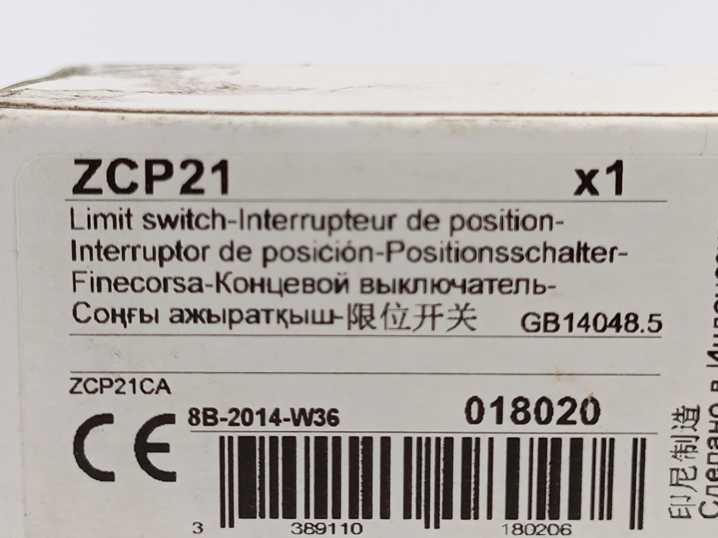 ZCP21 x1
Limit switch-Interrupteur de position-
Interruptor de posición-Positionsschalter-
Finecorsa-Концевой выключатель-
Соңғы ажыратқыш-限位开关 GB14048.5
ZCP21CA
CE 8B-2014-W36 018020
3 389110 180206
印尼制造
Сделано в